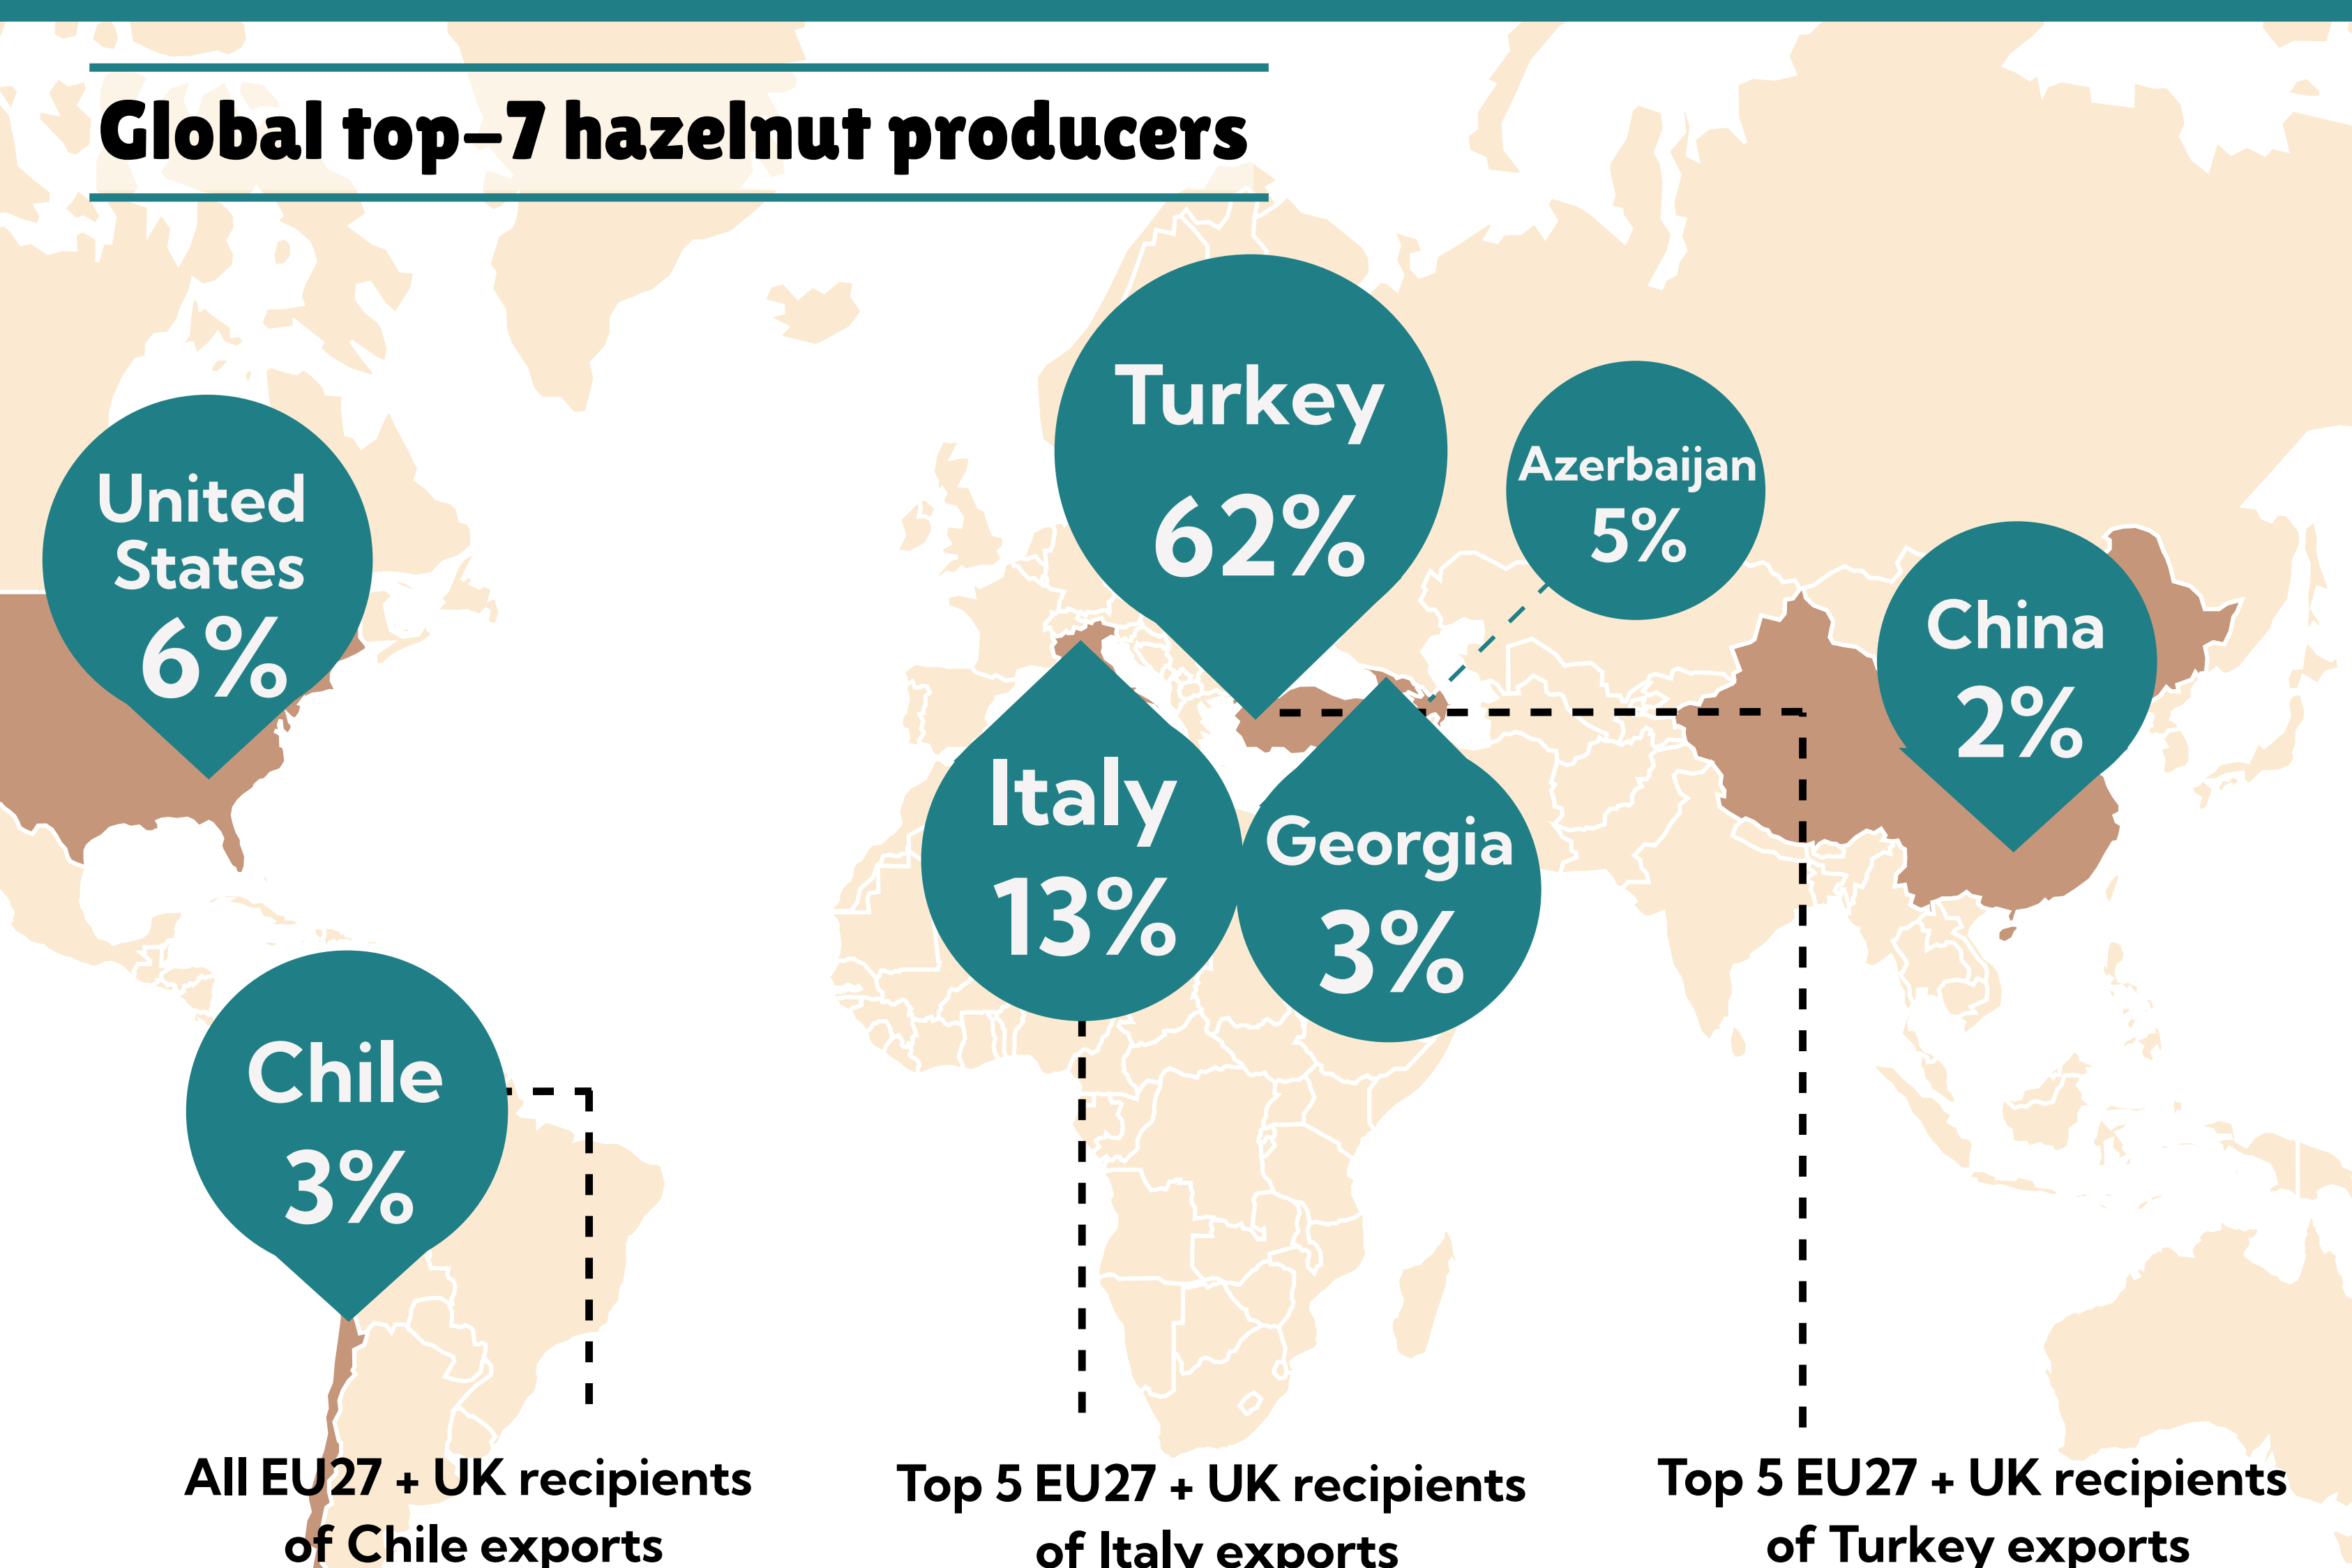 Global top–7 hazelnut producers
Turkey
62%
Azerbaijan
5%
United
States
6%
China
2%
Italy
13%
Georgia
3%
Chile
3%
All EU27 + UK recipients
of Chile exports
Top 5 EU27 + UK recipients
of Italy exports
Top 5 EU27 + UK recipients
of Turkey exports